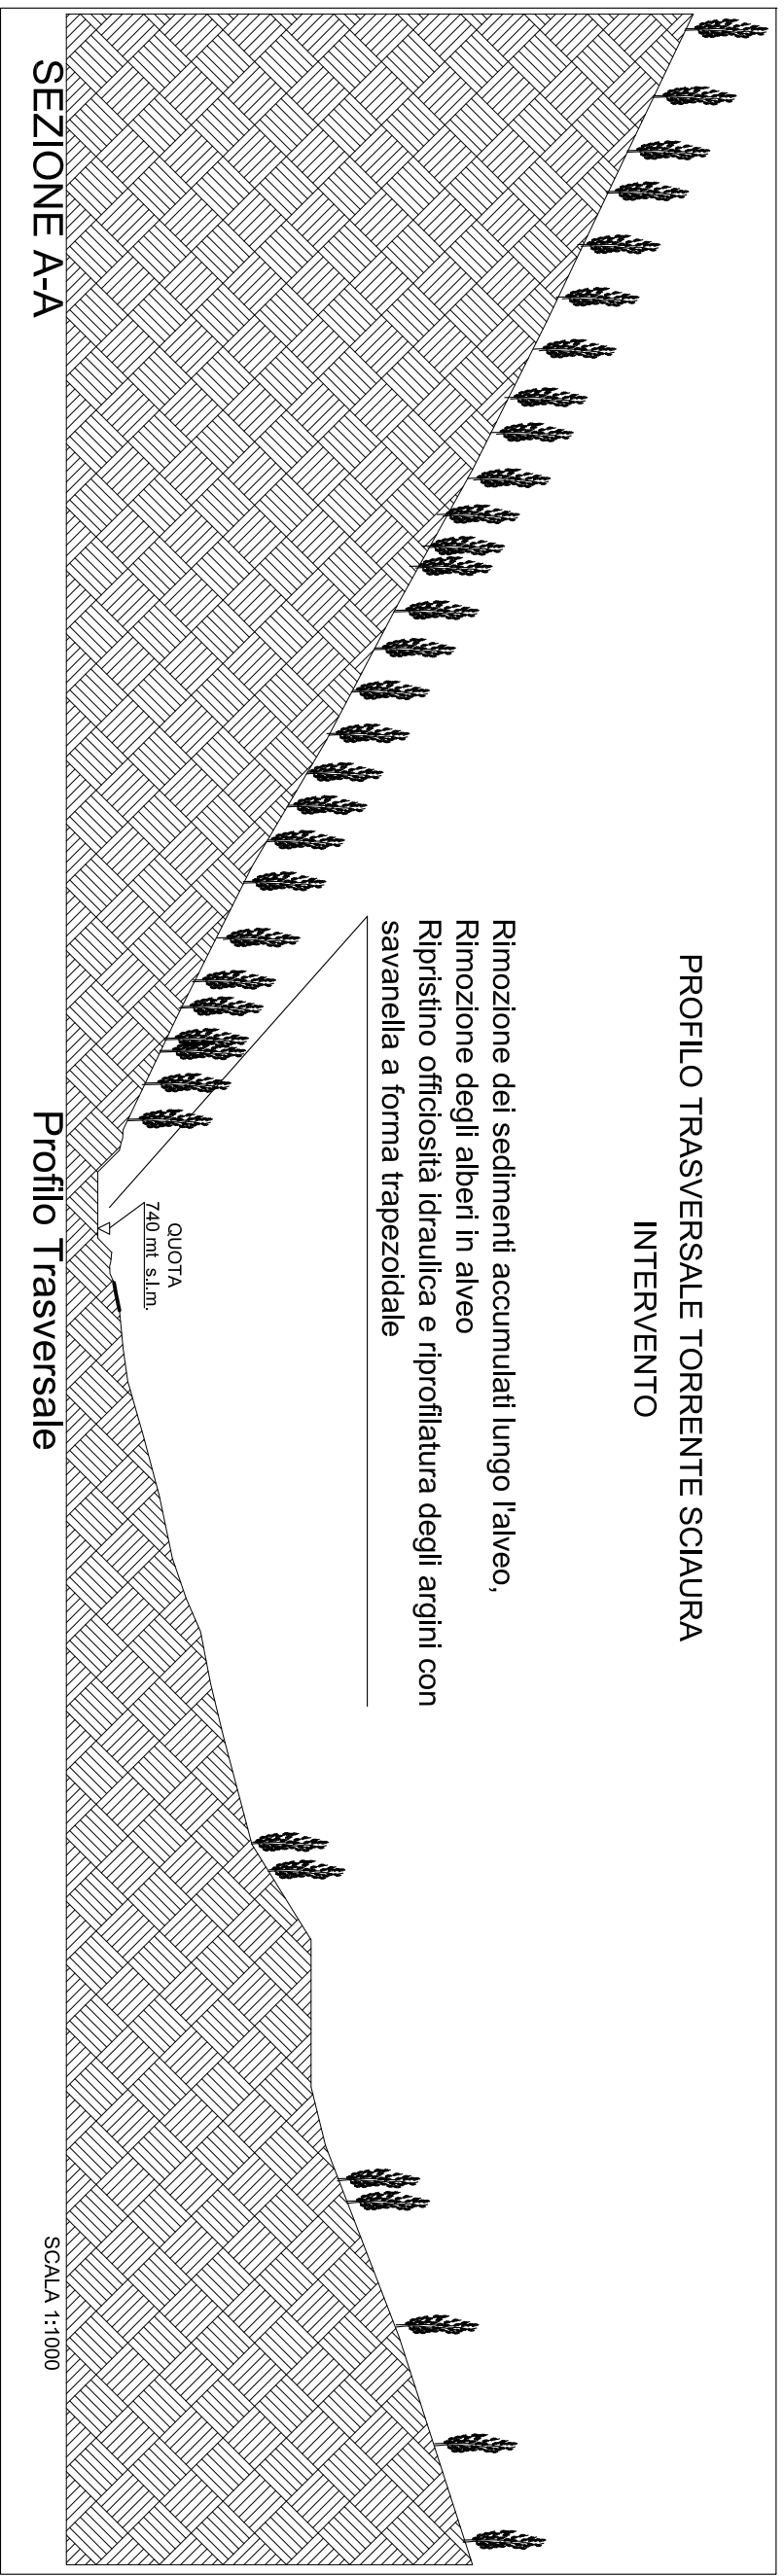 PROFILO TRASVERSALE TORRENTE SCIAURA
INTERVENTO
Rimozione dei sedimenti accumulati lungo l'alveo,
Rimozione degli alberi in alveo
Ripristino officiosità idraulica e riprofilatura degli argini con
savanella a forma trapezoidale
QUOTA
740 mt s.l.m.
SEZIONE A-A
Profilo Trasversale
SCALA 1:1000